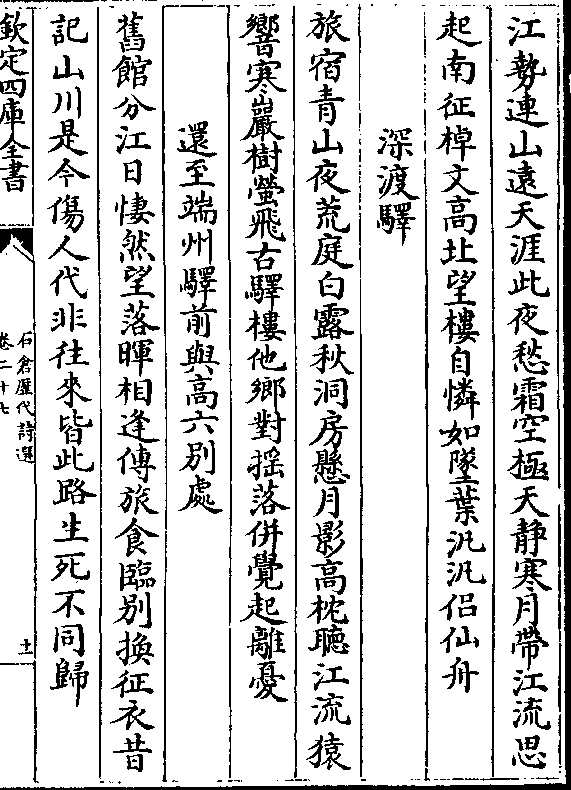 江勢連山遠天涯此夜愁霜空極天靜寒月帶江流思
起南征棹文高北望樓自憐如墜葉汎汎侶仙舟
深渡驛
旅宿青山夜荒庭白露秋洞房懸月影高枕聽江流猿
響寒巖樹螢飛古驛樓他鄉對搖落併覺起離憂
還至端州驛前與高六別處
舊館分江日悽然望落暉相逢傳旅食臨別換征衣昔
記山川是今傷人代非往來皆此路生死不同歸
欽定四庫全書
石倉歷代詩選
卷二十七
十